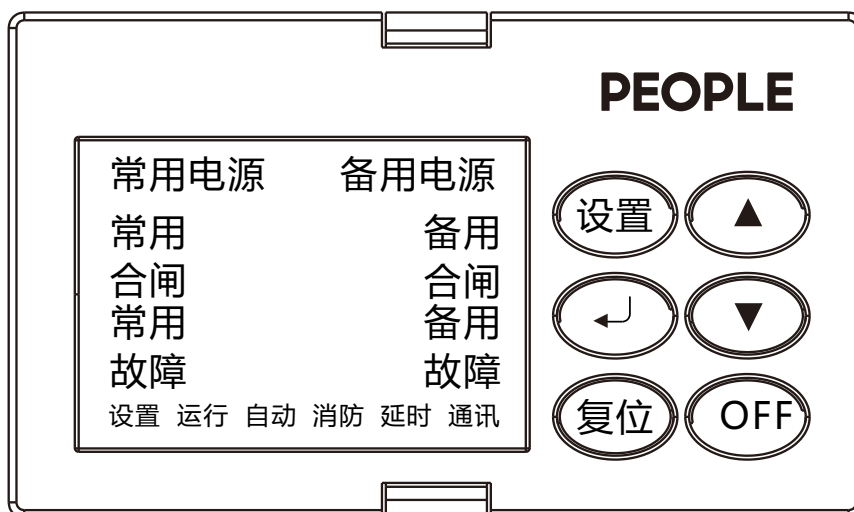 PEOPLE
常用电源 备用电源
常用 备用
合闸 合闸
常用 备用
故障 故障
设置 运行 自动 消防 延时 通讯
设置 ▲
↵ ▼
复位 OFF